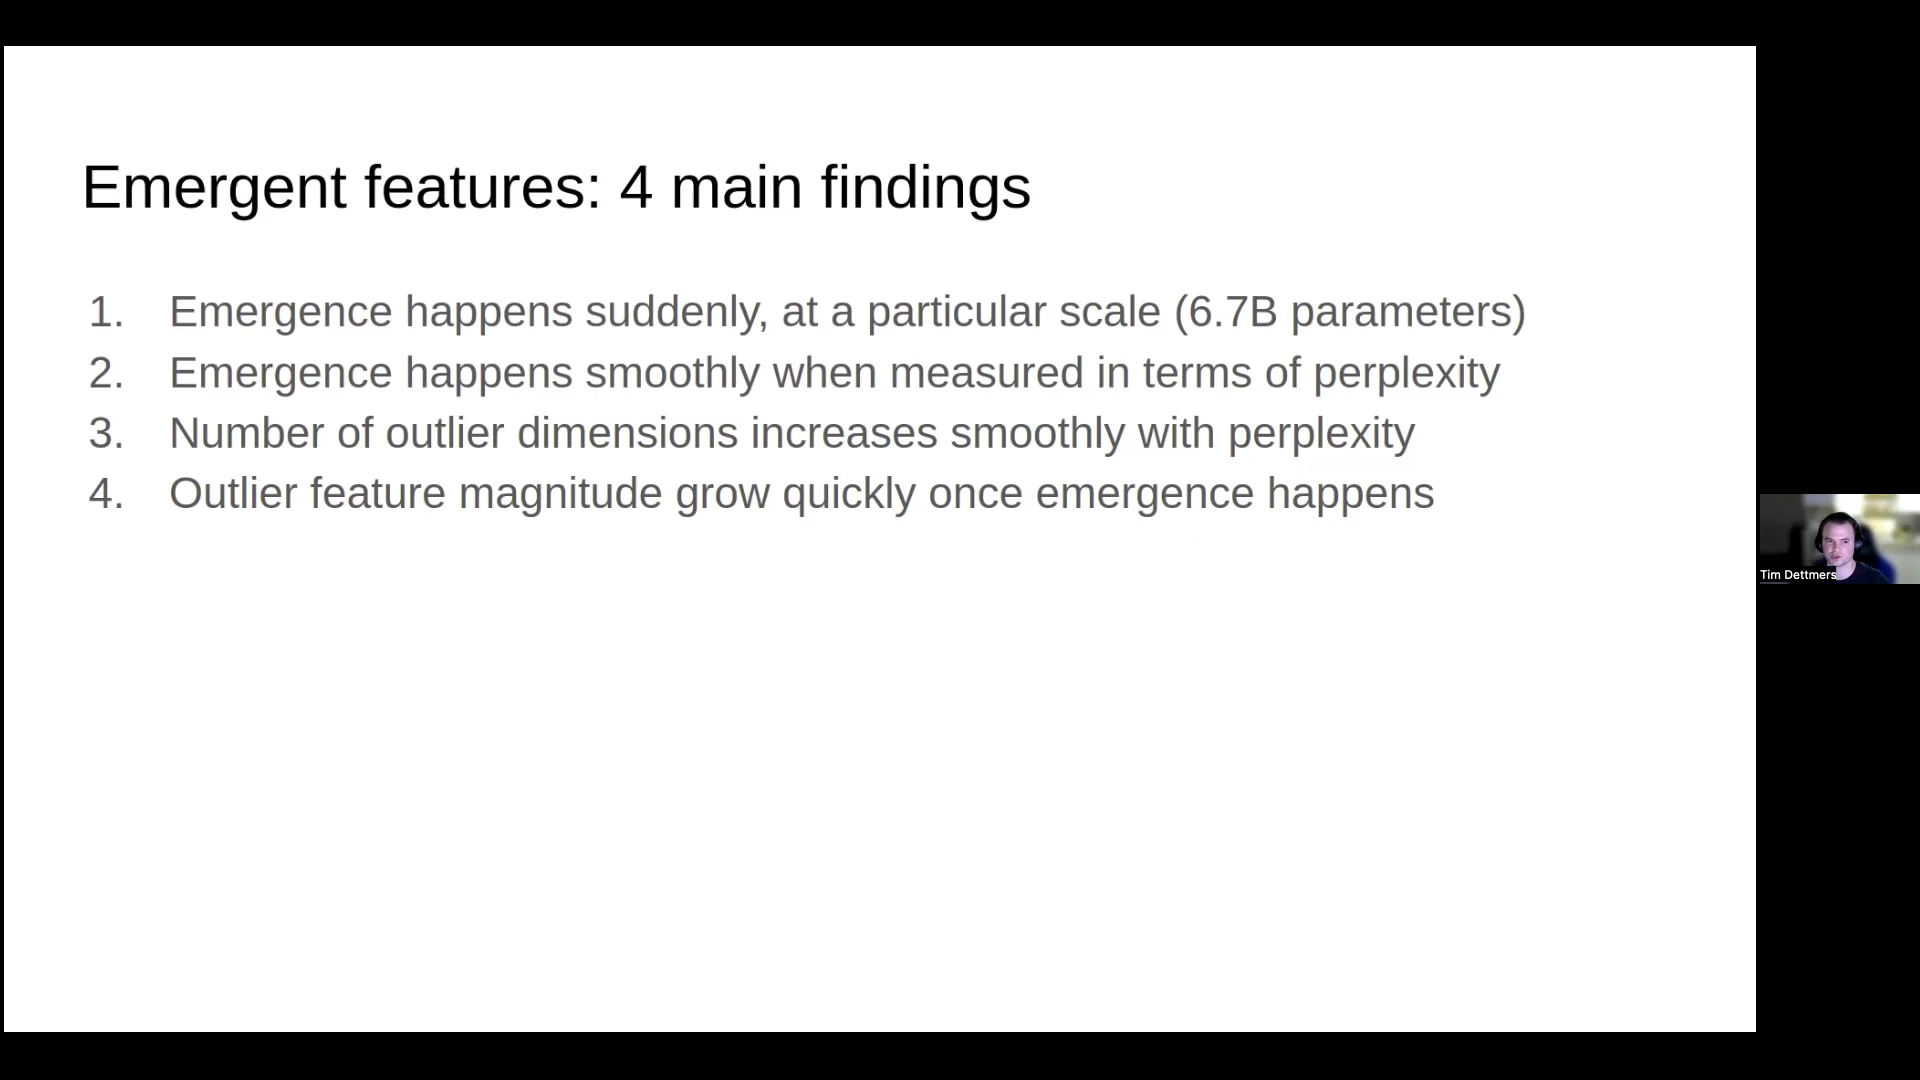 Emergent features: 4 main findings
1. Emergence happens suddenly, at a particular scale (6.7B parameters)
2. Emergence happens smoothly when measured in terms of perplexity
3. Number of outlier dimensions increases smoothly with perplexity
4. Outlier feature magnitude grow quickly once emergence happens
Tim Dettmers